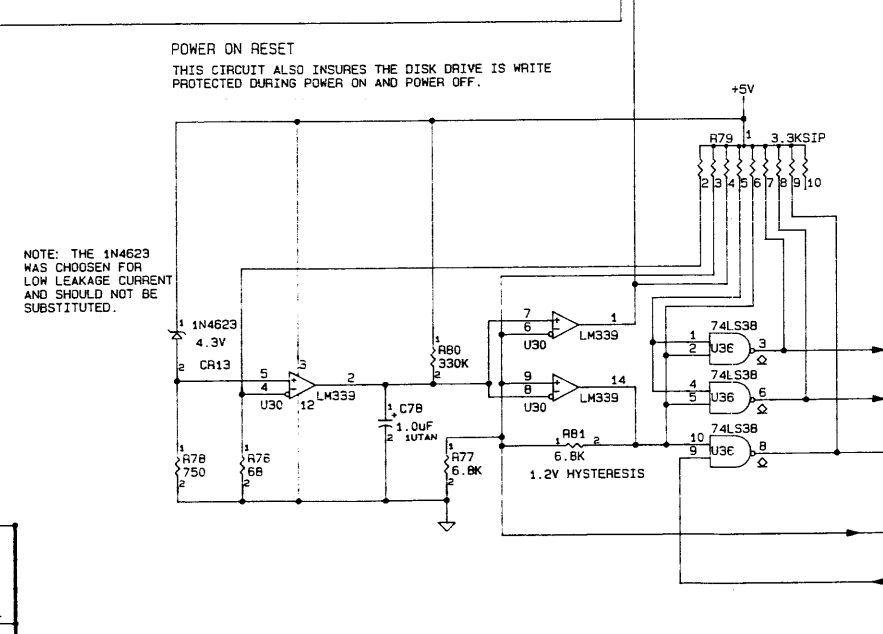 POWER ON RESET
THIS CIRCUIT ALSO INSURES THE DISK DRIVE IS WRITE
PROTECTED DURING POWER ON AND POWER OFF.
+5V
R79
1
3.3KSIP
2 3 4 5 6 7 8 9 10
NOTE: THE 1N4623
WAS CHOOSEN FOR
LOW LEAKAGE CURRENT
AND SHOULD NOT BE
SUBSTITUTED.
1
1N4623
4.3V
2
CR13
5
4
3
2
U30
12
LM339
1
R80
330K
2
1
+
C78
1.0uF
1UTAN
2
7
6
1
U30
LM339
9
8
14
U30
LM339
1
R78
750
2
1
R76
68
2
1
R77
6.8K
2
1
R81
2
6.8K
1.2V HYSTERESIS
74LS38
1
2
U36
3
74LS38
4
5
U36
6
74LS38
10
9
U36
8